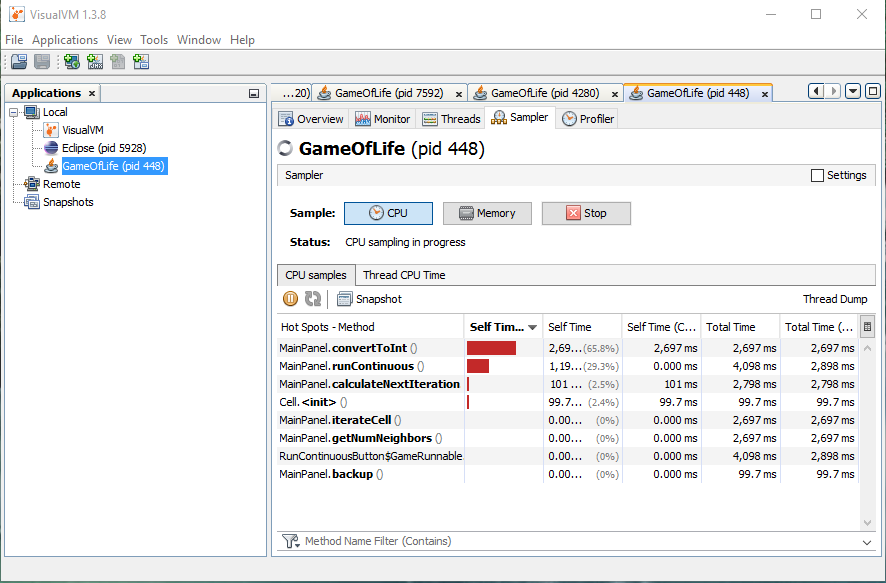 VisualVM 1.3.8
File Applications View Tools Window Help
Applications ×
Local
VisualVM
Eclipse (pid 5928)
GameOfLife (pid 448)
Remote
Snapshots
...20) GameOfLife (pid 7592) × GameOfLife (pid 4280) × GameOfLife (pid 448) ×
Overview Monitor Threads Sampler Profiler
GameOfLife (pid 448)
Sampler Settings
Sample: CPU Memory Stop
Status: CPU sampling in progress
CPU samples Thread CPU Time
Snapshot Thread Dump
Hot Spots - Method Self Tim... Self Time Self Time (C... Total Time Total Time (...
MainPanel.convertToInt () 2,69... (65.8%) 2,697 ms 2,697 ms 2,697 ms
MainPanel.runContinuous () 1,19... (29.3%) 0.000 ms 4,098 ms 2,898 ms
MainPanel.calculateNextIteration 101 ... (2.5%) 101 ms 2,798 ms 2,798 ms
Cell.<init> () 99.7... (2.4%) 99.7 ms 99.7 ms 99.7 ms
MainPanel.iterateCell () 0.00... (0%) 0.000 ms 2,697 ms 2,697 ms
MainPanel.getNumNeighbors () 0.00... (0%) 0.000 ms 2,697 ms 2,697 ms
RunContinuousButton$GameRunnable. 0.00... (0%) 0.000 ms 4,098 ms 2,898 ms
MainPanel.backup () 0.00... (0%) 0.000 ms 99.7 ms 99.7 ms
Method Name Filter (Contains)